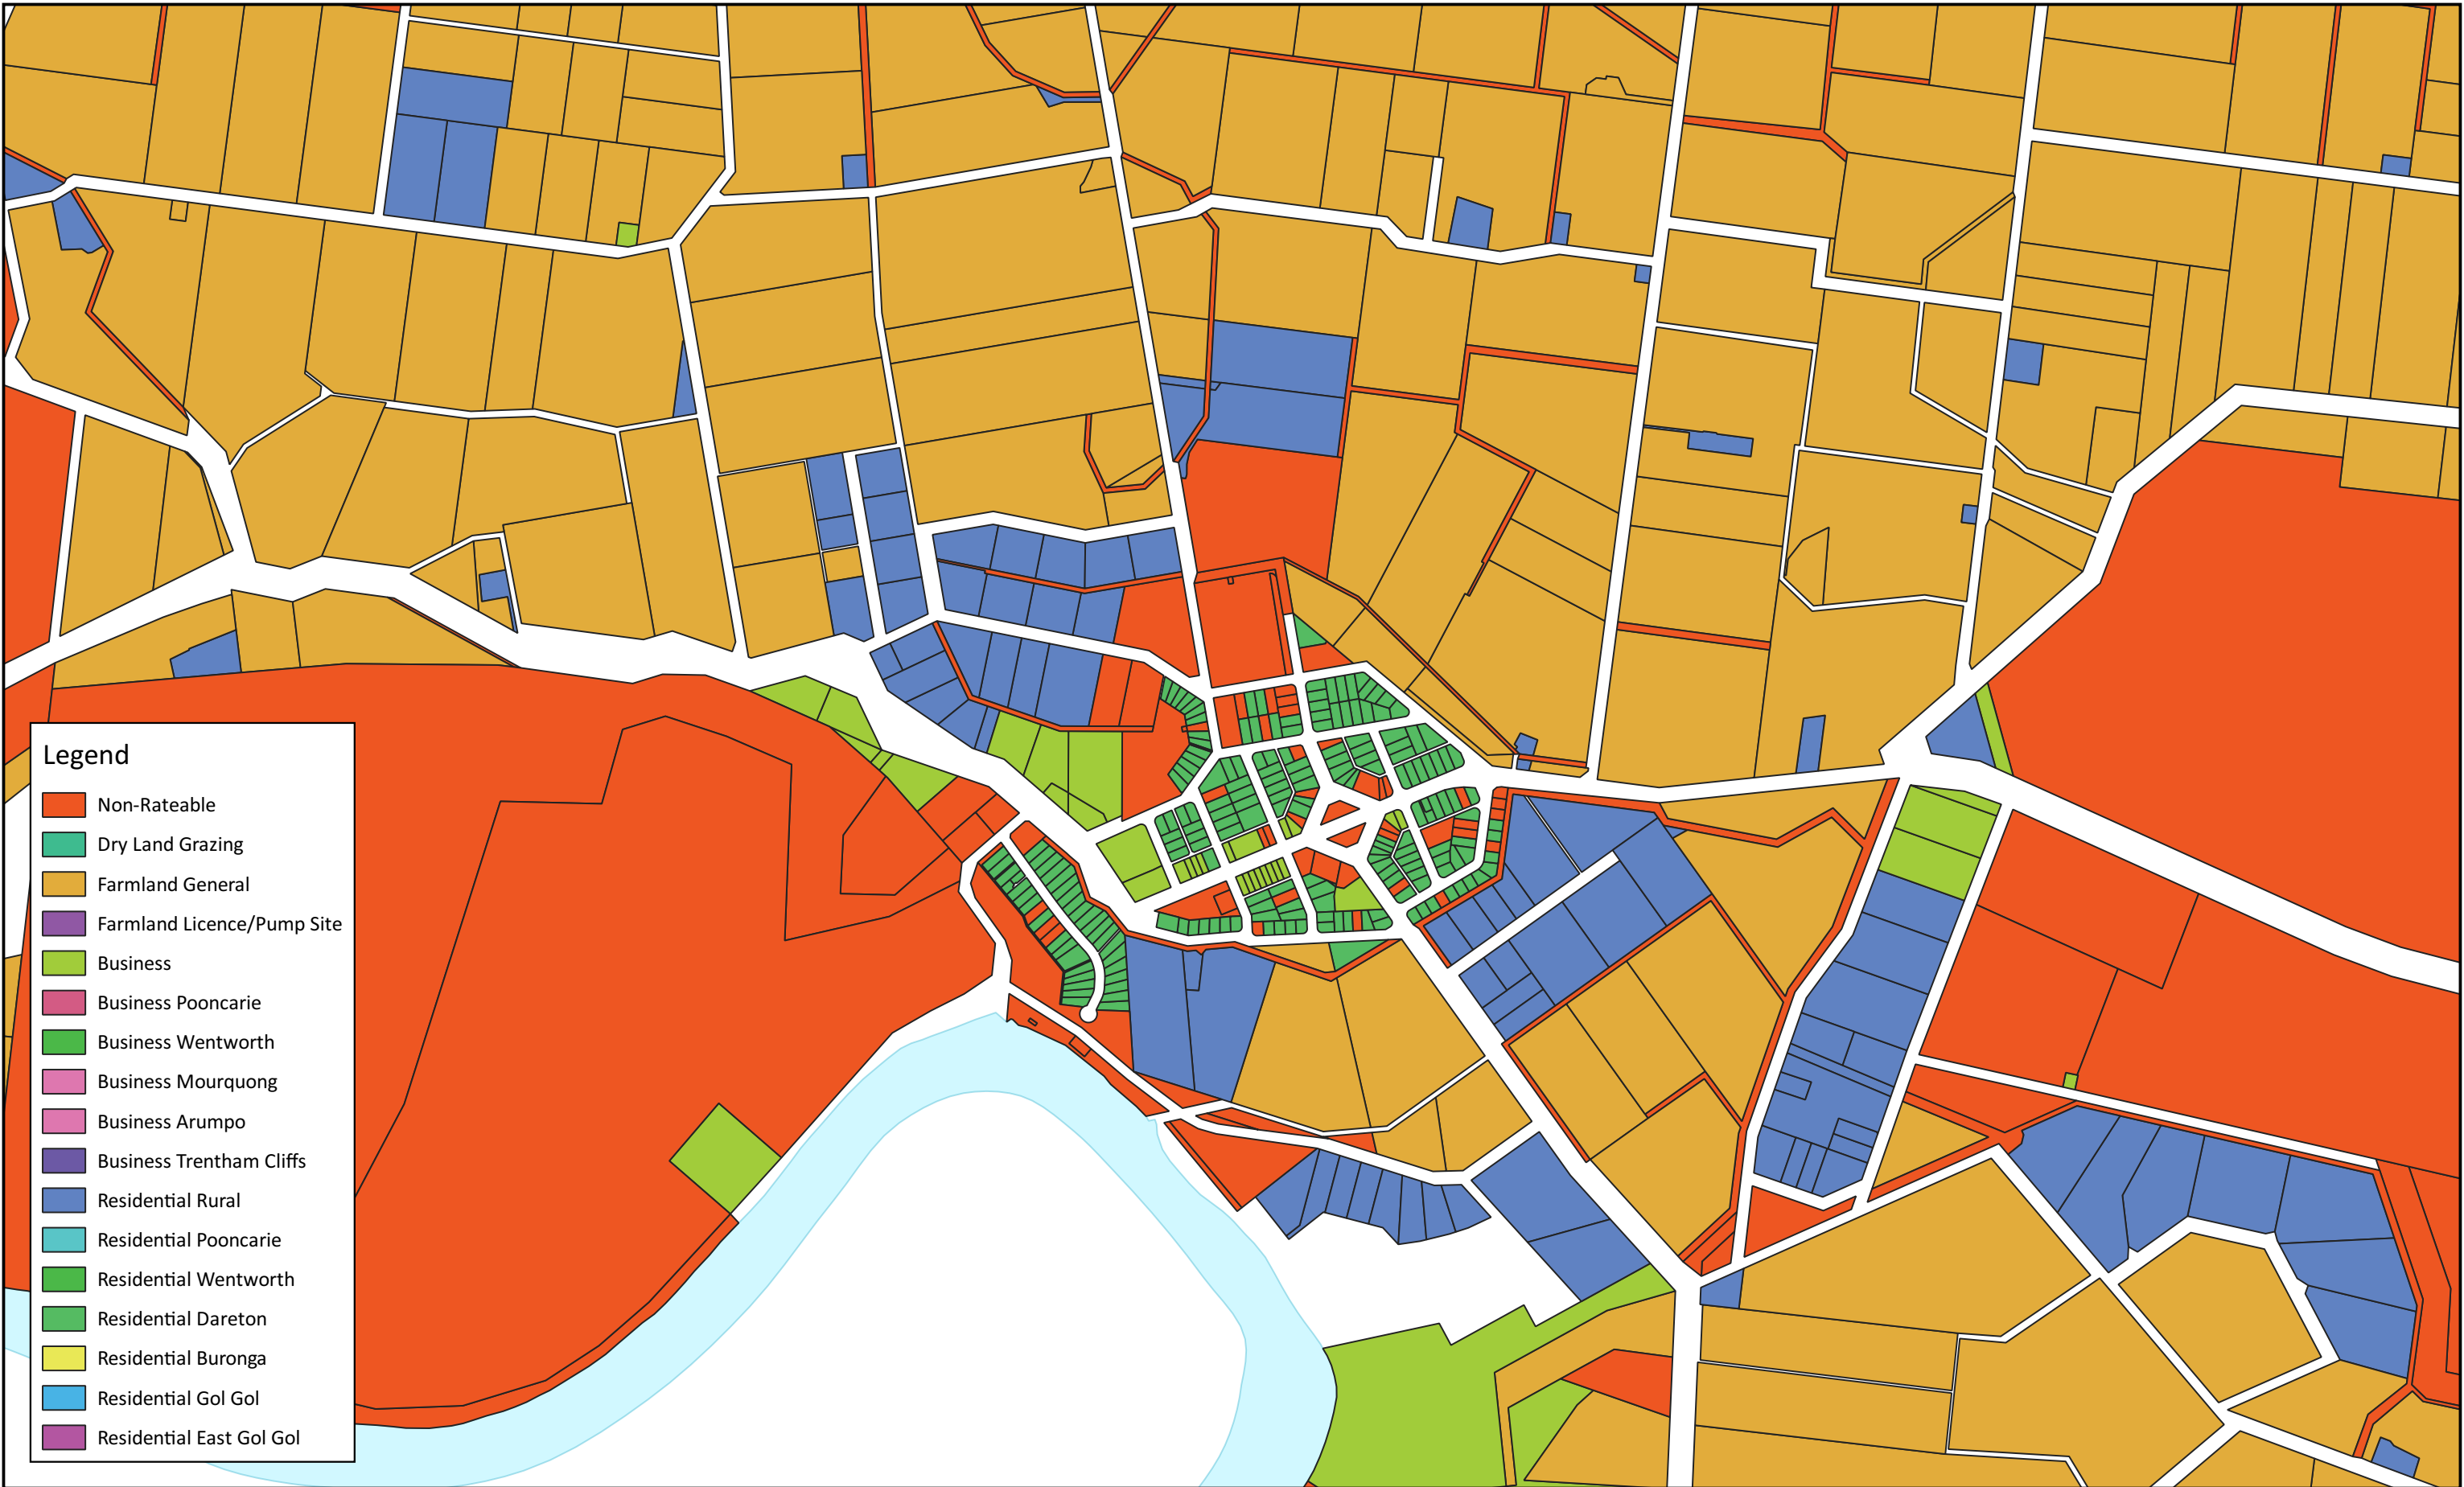 Legend
Non-Rateable
Dry Land Grazing
Farmland General
Farmland Licence/Pump Site
Business
Business Pooncarie
Business Wentworth
Business Mourquong
Business Arumpo
Business Trentham Cliffs
Residential Rural
Residential Pooncarie
Residential Wentworth
Residential Dareton
Residential Buronga
Residential Gol Gol
Residential East Gol Gol